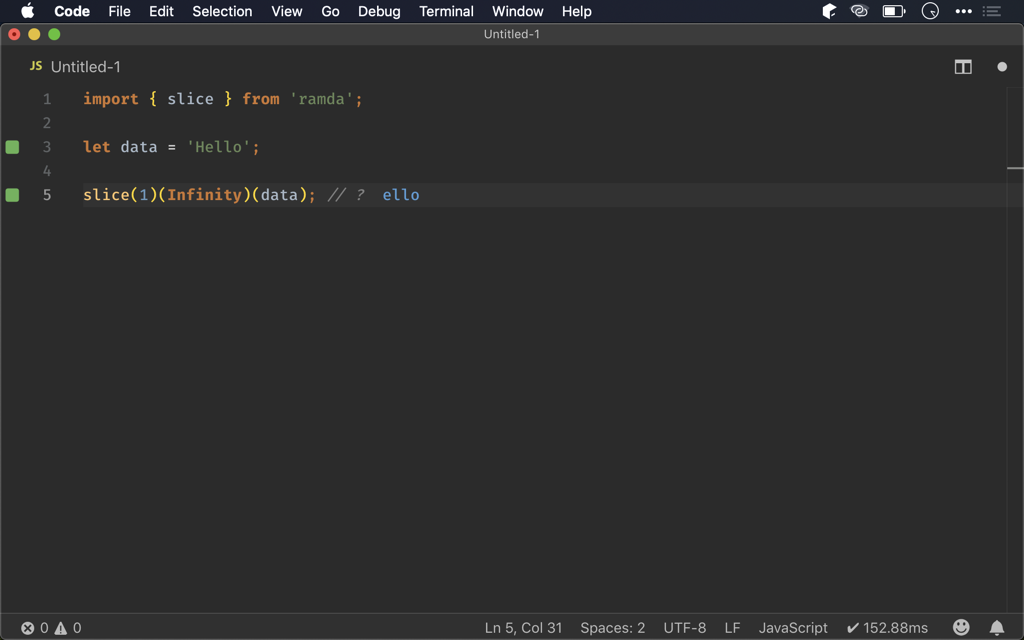 Code File Edit Selection View Go Debug Terminal Window Help
Untitled-1
JS Untitled-1
1 import { slice } from 'ramda';
2
3 let data = 'Hello';
4
5 slice(1)(Infinity)(data); // ? ello
0 0 Ln 5, Col 31 Spaces: 2 UTF-8 LF JavaScript ✔ 152.88ms